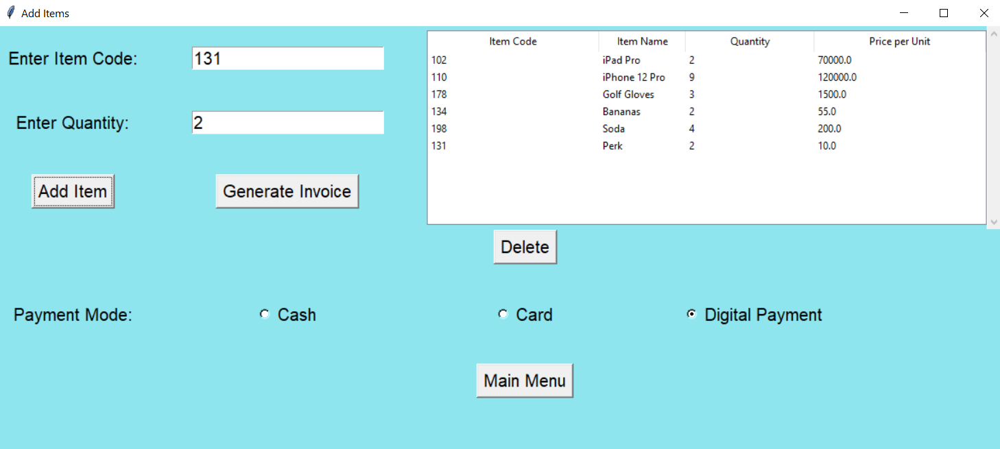 Add Items
Enter Item Code: 131
Enter Quantity: 2
Add Item Generate Invoice
Item Code Item Name Quantity Price per Unit
102 iPad Pro 2 70000.0
110 iPhone 12 Pro 9 120000.0
178 Golf Gloves 3 1500.0
134 Bananas 2 55.0
198 Soda 4 200.0
131 Perk 2 10.0
Delete
Payment Mode: Cash Card Digital Payment
Main Menu